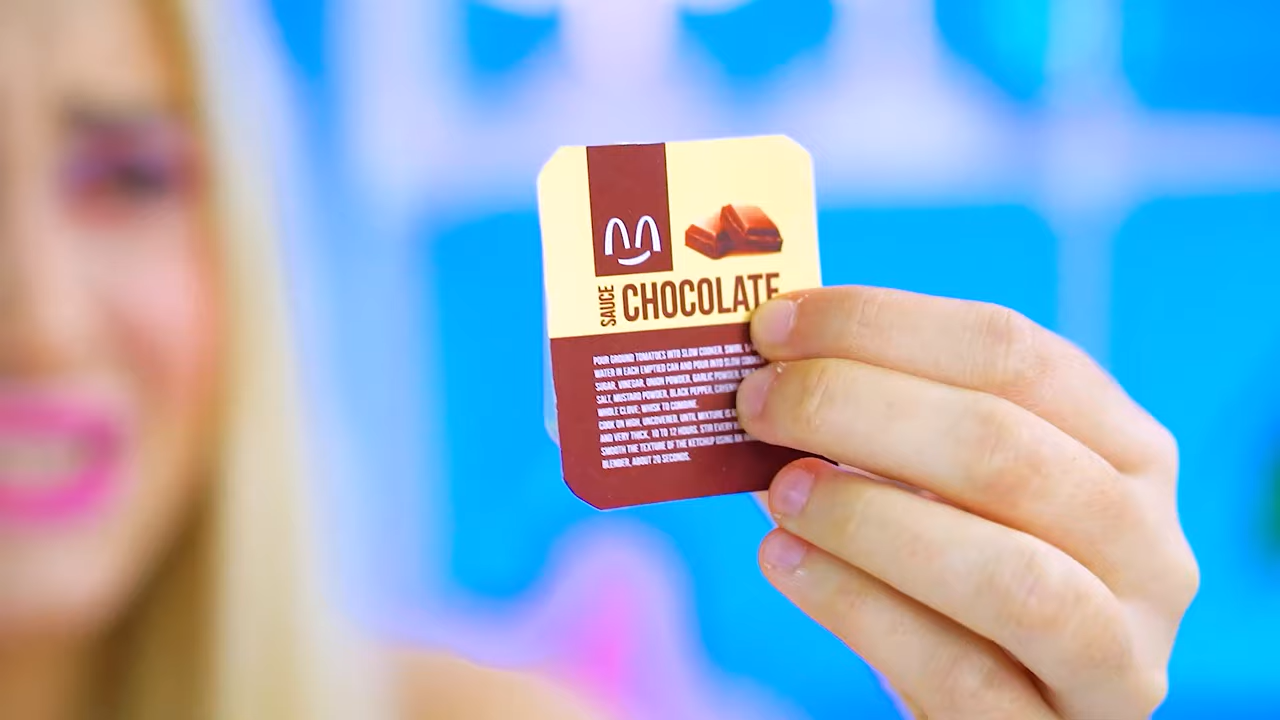 SAUCE
CHOCOLATE
POUR GROUND TOMATOES INTO SLOW COOKER. SWIRL
WATER IN EACH EMPTIED CAN AND POUR INTO SLOW
SUGAR, VINEGAR, ONION POWDER, GARLIC POWDER,
SALT, MUSTARD POWDER, BLACK PEPPER,
WHOLE CLOVE; WHISK TO COMBINE.
COOK ON HIGH, UNCOVERED, UNTIL MIXTURE IS
AND VERY THICK, 10 TO 12 HOURS. STIR EVERY
SMOOTH THE TEXTURE OF THE KETCHUP USING
BLENDER, ABOUT 20 SECONDS.